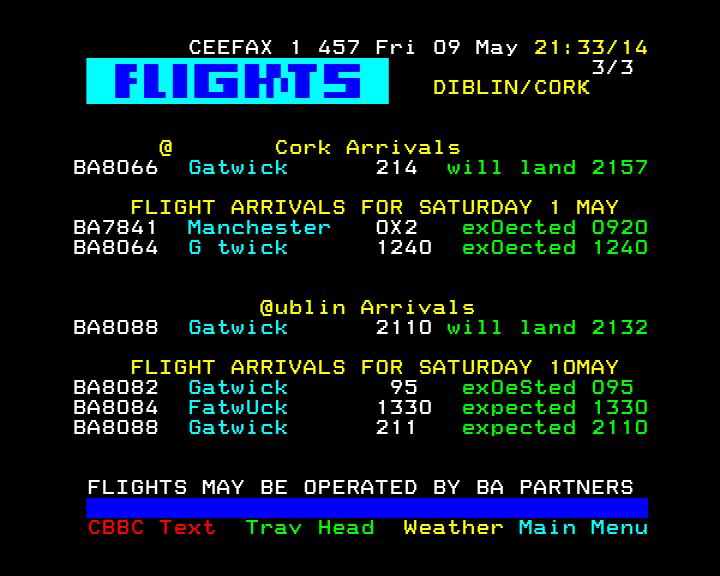 CEEFAX 1 457 Fri 09 May 21:33/14
3/3
FLIGHTS
DIBLIN/CORK
@ Cork Arrivals
BA8066 Gatwick 214 will land 2157
FLIGHT ARRIVALS FOR SATURDAY 1 MAY
BA7841 Manchester 0X2 ex0ected 0920
BA8064 G twick 1240 ex0ected 1240
@ublin Arrivals
BA8088 Gatwick 2110 will land 2132
FLIGHT ARRIVALS FOR SATURDAY 10MAY
BA8082 Gatwick 95 ex0eSted 095
BA8084 FatwUck 1330 expected 1330
BA8088 Gatwick 211 expected 2110
FLIGHTS MAY BE OPERATED BY BA PARTNERS
CBBC Text Trav Head Weather Main Menu